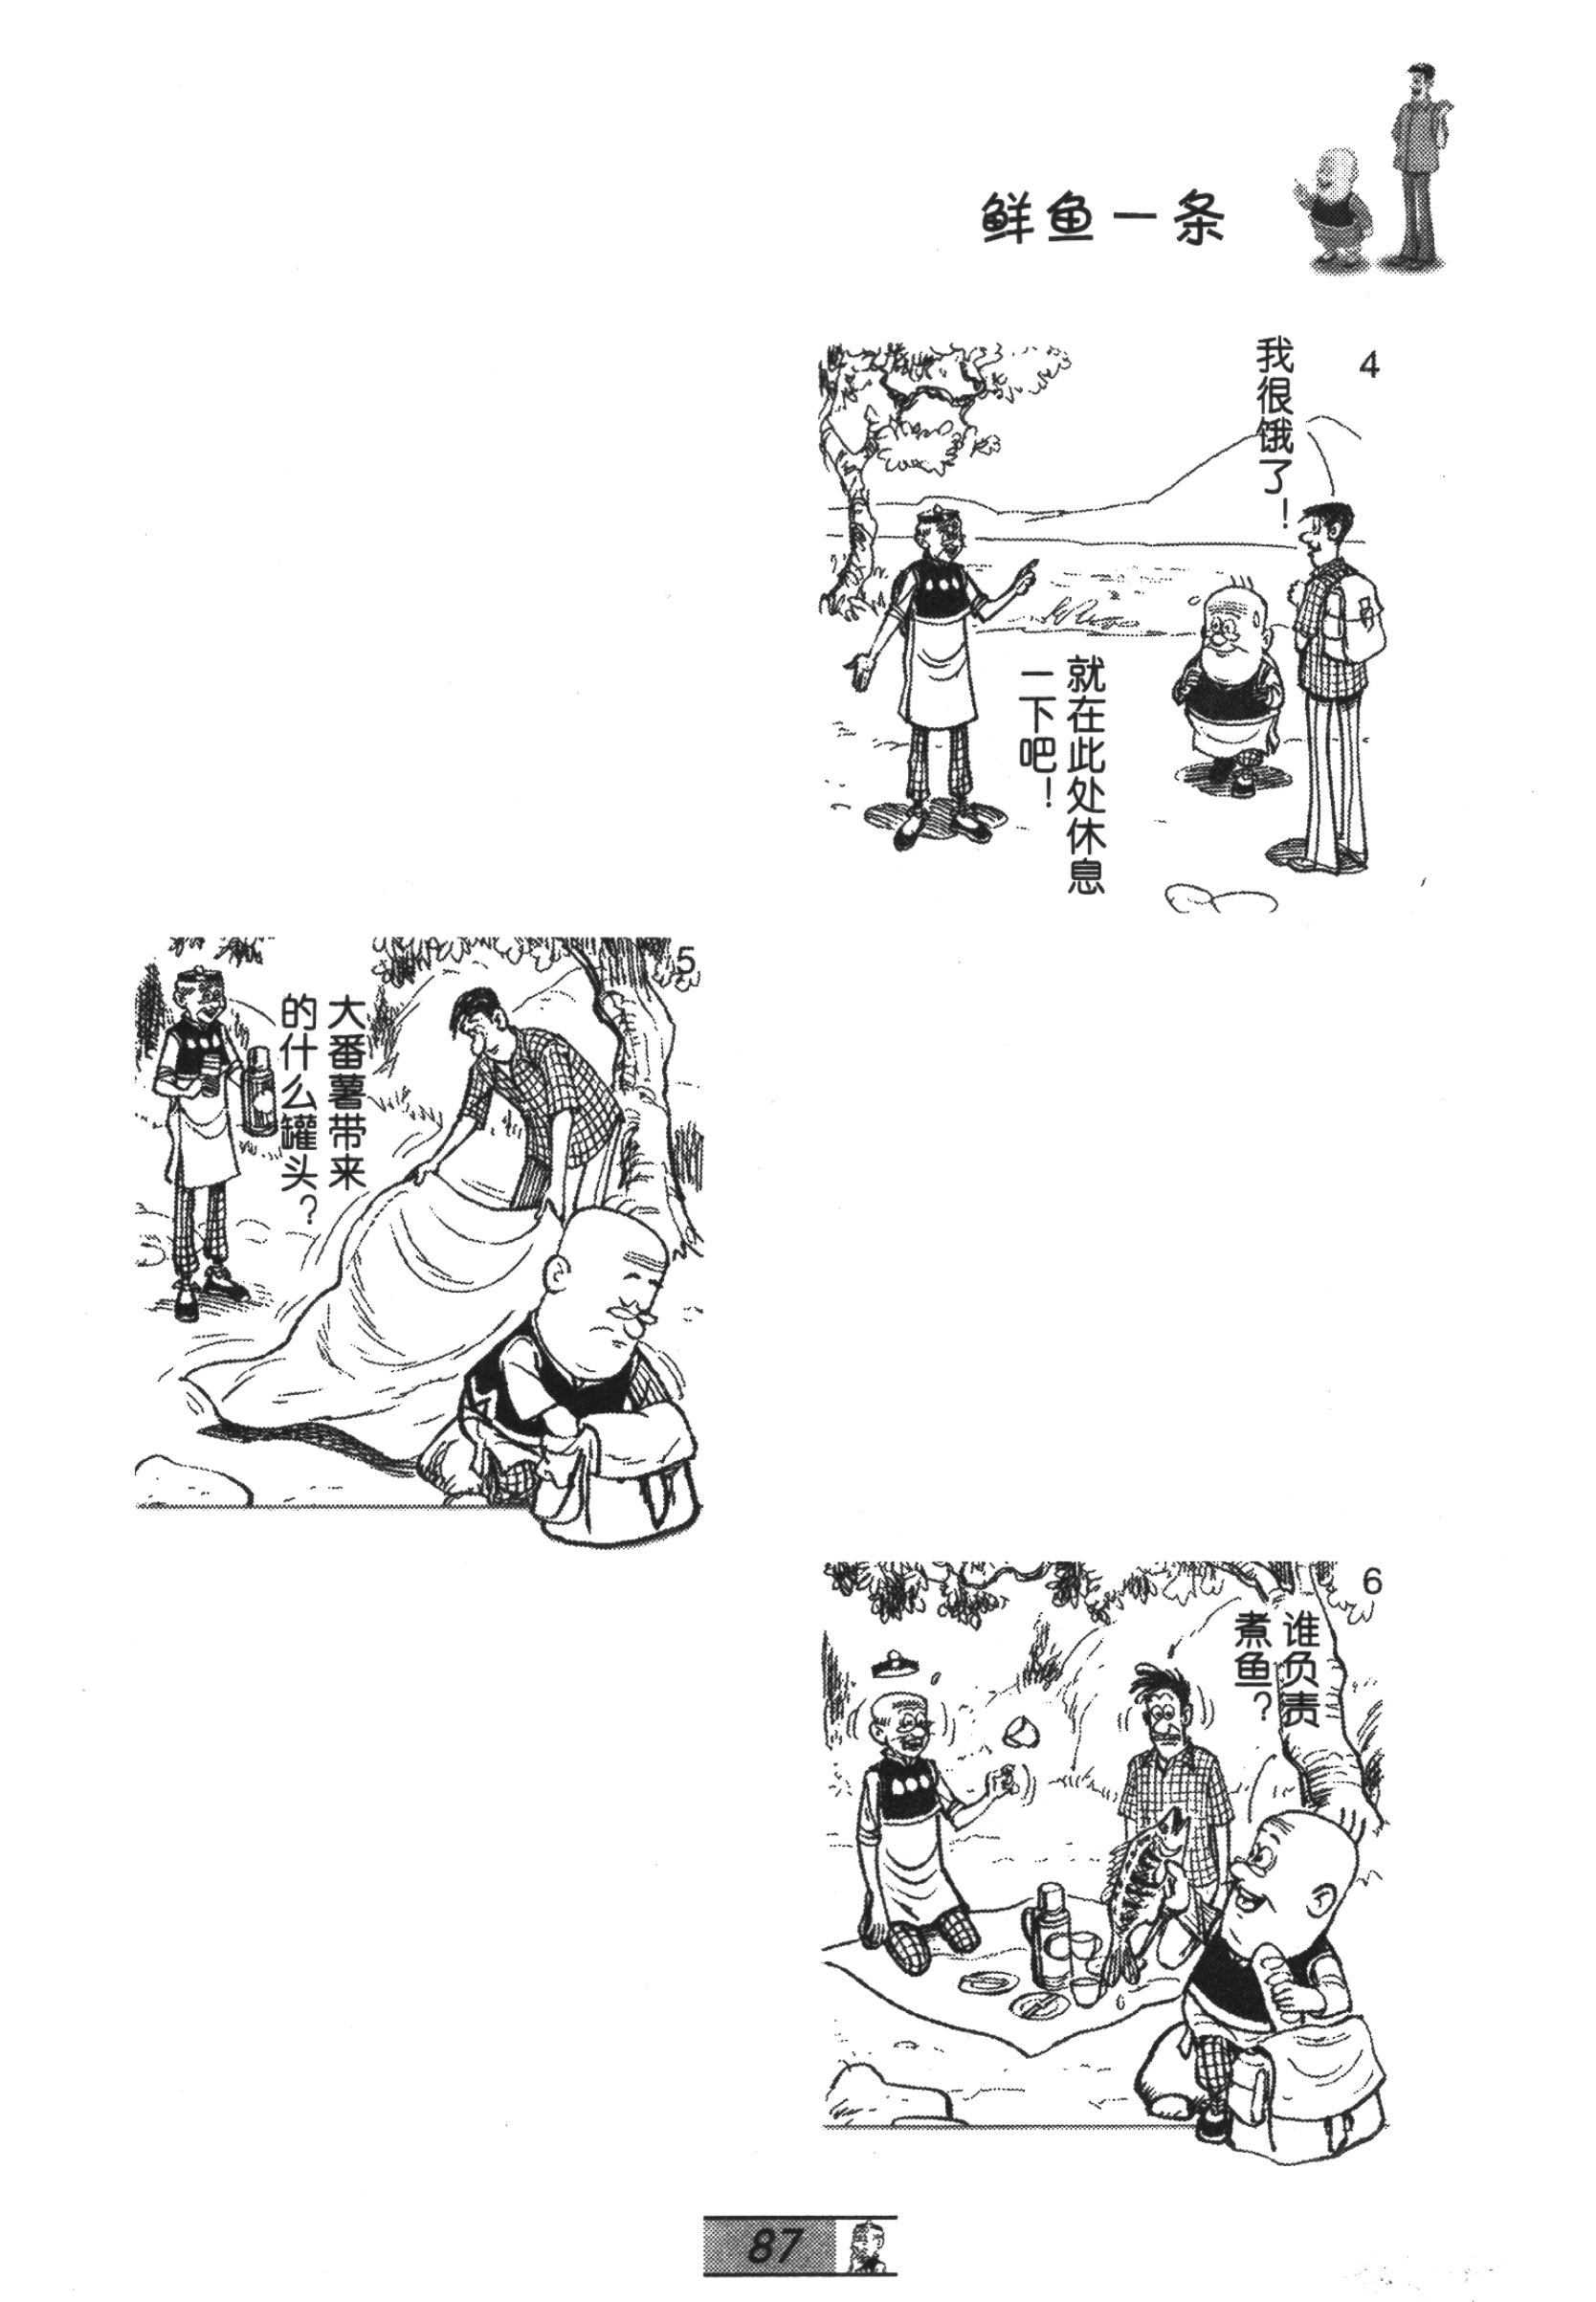 鲜鱼一条
4
我很饿了！
就在此处休息
一下吧！
5
大番薯带来
的什么罐头？
6
谁负责
煮鱼？
87